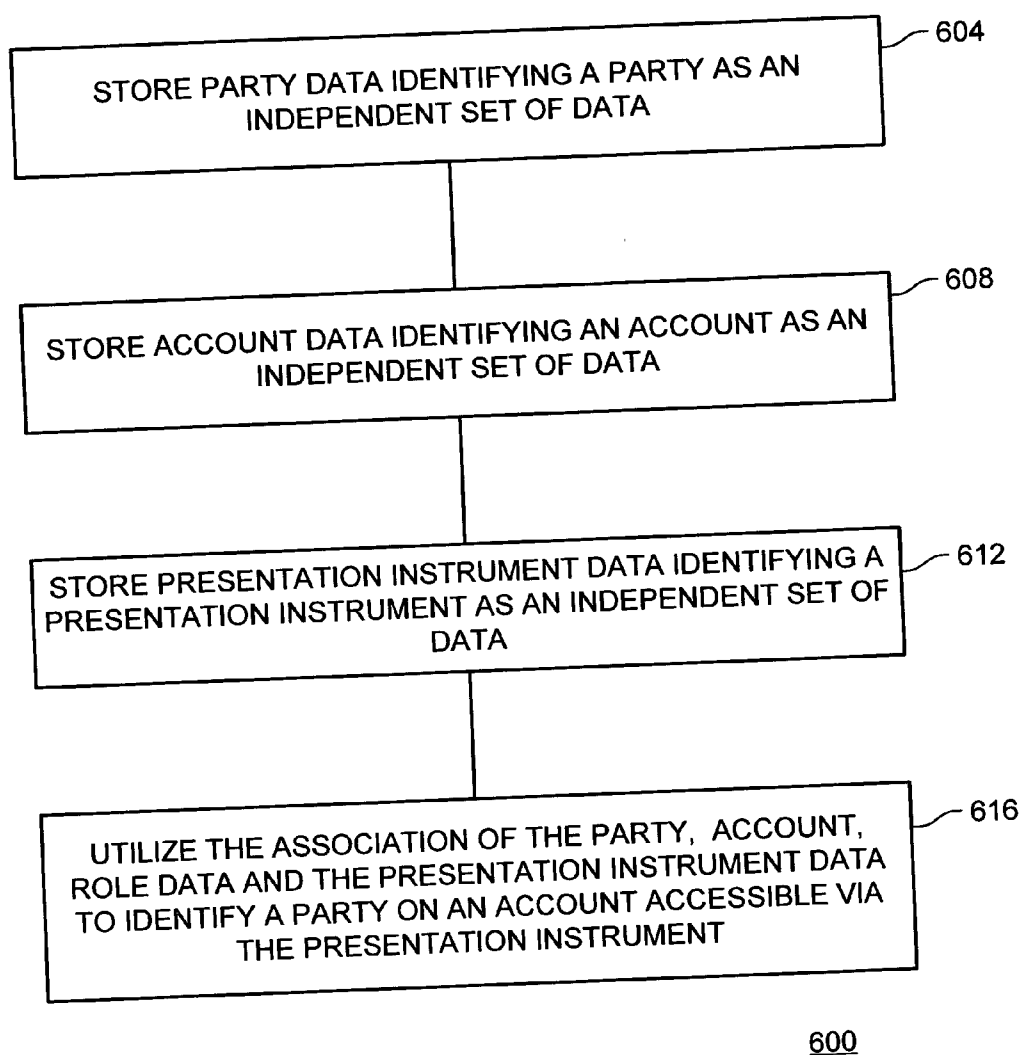 604
STORE PARTY DATA IDENTIFYING A PARTY AS AN
INDEPENDENT SET OF DATA
608
STORE ACCOUNT DATA IDENTIFYING AN ACCOUNT AS AN
INDEPENDENT SET OF DATA
612
STORE PRESENTATION INSTRUMENT DATA IDENTIFYING A
PRESENTATION INSTRUMENT AS AN INDEPENDENT SET OF
DATA
616
UTILIZE THE ASSOCIATION OF THE PARTY, ACCOUNT,
ROLE DATA AND THE PRESENTATION INSTRUMENT DATA
TO IDENTIFY A PARTY ON AN ACCOUNT ACCESSIBLE VIA
THE PRESENTATION INSTRUMENT
600